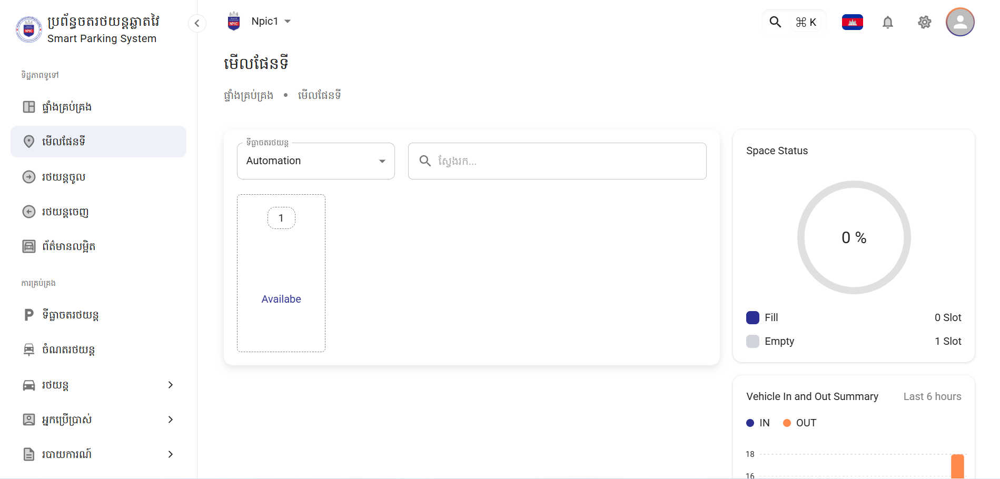 ប្រព័ន្ធចតរថយន្តឆ្លាតវៃ
Smart Parking System
ទិដ្ឋភាពទូទៅ
ផ្ទាំងគ្រប់គ្រង
មើលផែនទី
រថយន្តចូល
រថយន្តចេញ
ព័ត៌មានលម្អិត
ការគ្រប់គ្រង
ទីធ្លាចតរថយន្ត
ចំណតរថយន្ត
រថយន្ត
អ្នកប្រើប្រាស់
របាយការណ៍
NPIC
Npic1
⌘ K
មើលផែនទី
ផ្ទាំងគ្រប់គ្រង • មើលផែនទី
ទីធ្លាចតរថយន្ត
Automation
ស្វែងរក...
1
Availabe
Space Status
0 %
Fill 0 Slot
Empty 1 Slot
Vehicle In and Out Summary Last 6 hours
IN OUT
18
16